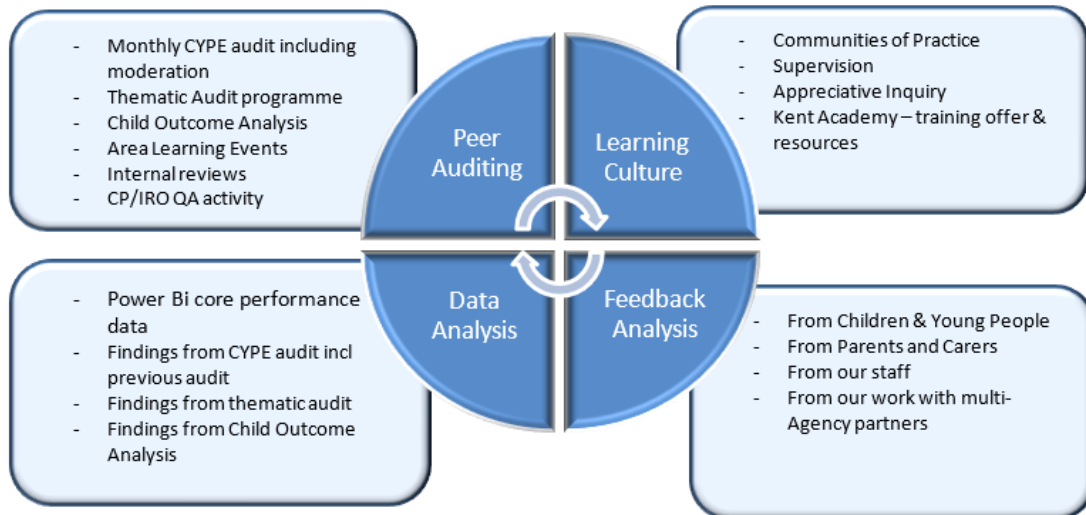 - Monthly CYPE audit including
moderation
- Thematic Audit programme
- Child Outcome Analysis
- Area Learning Events
- Internal reviews
- CP/IRO QA activity
Peer
Auditing
Learning
Culture
- Communities of Practice
- Supervision
- Appreciative Inquiry
- Kent Academy – training offer &
resources
- Power Bi core performance
data
- Findings from CYPE audit incl
previous audit
- Findings from thematic audit
- Findings from Child Outcome
Analysis
Data
Analysis
Feedback
Analysis
- From Children & Young People
- From Parents and Carers
- From our staff
- From our work with multi-
Agency partners